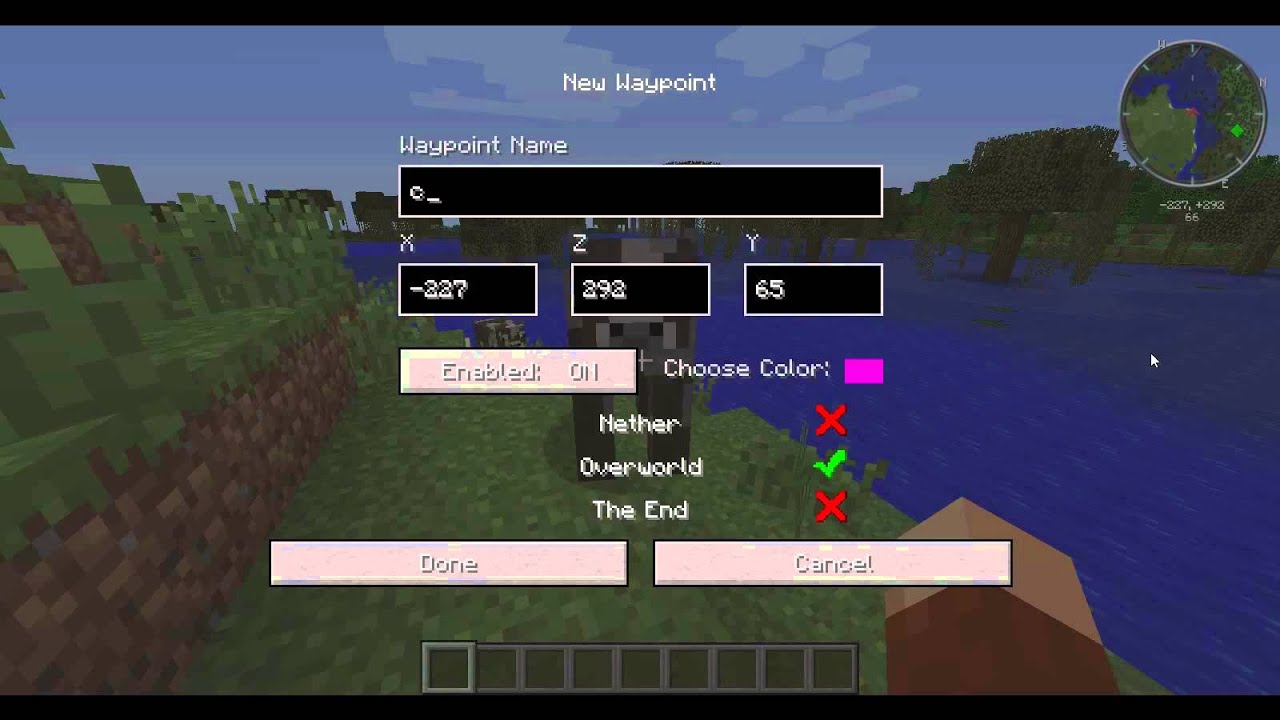 New Waypoint
Waypoint Name
c_
X Z Y
-227 292 65
Enabled: ON Choose Color:
Nether
Overworld
The End
Done Cancel
N
E
-227, +292
66